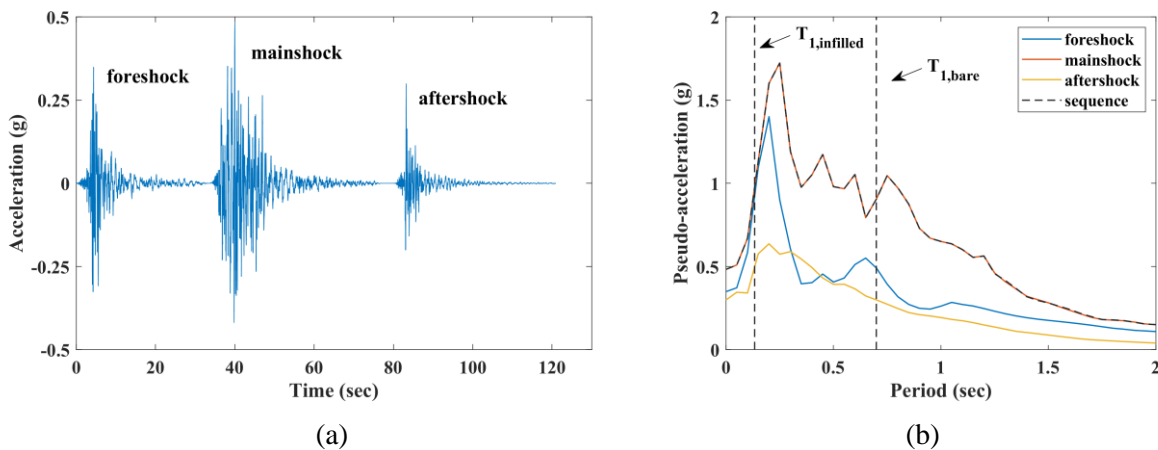 0.5
0.25
0
-0.25
-0.5
Acceleration (g)
foreshock
mainshock
aftershock
0 20 40 60 80 100 120
Time (sec)
(a)
2
1.5
1
0.5
0
Pseudo-acceleration (g)
T1,infilled
T1,bare
foreshock
mainshock
aftershock
sequence
0 0.5 1 1.5 2
Period (sec)
(b)